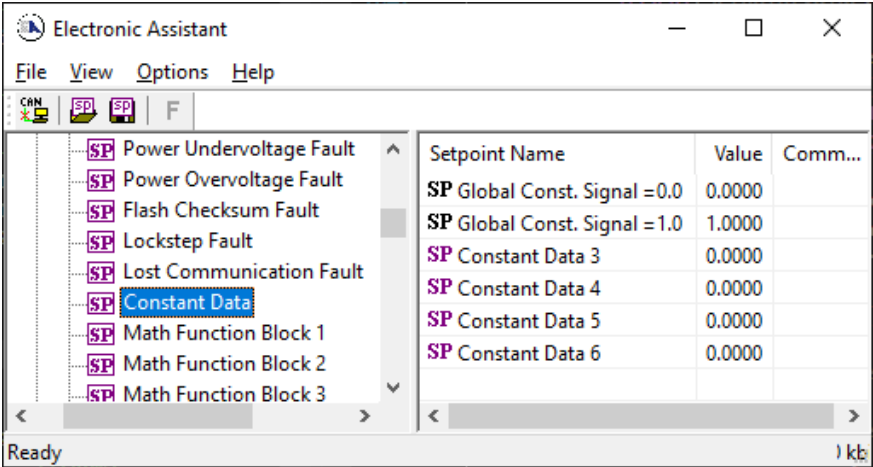 Electronic Assistant
File View Options Help
CAN SP SP F
SP Power Undervoltage Fault
SP Power Overvoltage Fault
SP Flash Checksum Fault
SP Lockstep Fault
SP Lost Communication Fault
SP Constant Data
SP Math Function Block 1
SP Math Function Block 2
SP Math Function Block 3
Setpoint Name Value Comm...
SP Global Const. Signal =0.0 0.0000
SP Global Const. Signal =1.0 1.0000
SP Constant Data 3 0.0000
SP Constant Data 4 0.0000
SP Constant Data 5 0.0000
SP Constant Data 6 0.0000
Ready kb